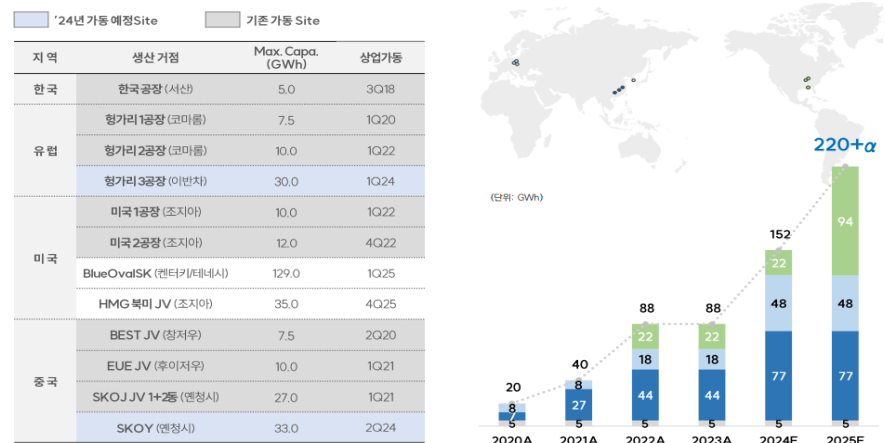 '24년 가동 예정Site 기존 가동 Site
지 역 생산 거점 Max. Capa. (GWh) 상업가동
한 국 한국 공장 (서산) 5.0 3Q18
유 럽 헝가리 1공장 (코마롬) 7.5 1Q20
헝가리 2공장 (코마롬) 10.0 1Q22
헝가리 3공장 (이반차) 30.0 1Q24
미 국 미국 1공장 (조지아) 10.0 1Q22
미국 2공장 (조지아) 12.0 4Q22
BlueOvalSK (켄터키/테네시) 129.0 1Q25
HMG 북미 JV (조지아) 35.0 4Q25
중 국 BEST JV (창저우) 7.5 2Q20
EUE JV (후이저우) 10.0 1Q21
SKOJ JV 1+2동 (옌청시) 27.0 1Q21
SKOY (옌청시) 33.0 2Q24
(단위: GWh)
220+α
152
88 88
40
20
94
22 22 22
48 48
18 18
8 8
77 77
44 44
27
7
5 5 5 5 5 5
2020A 2021A 2022A 2023A 2024E 2025E